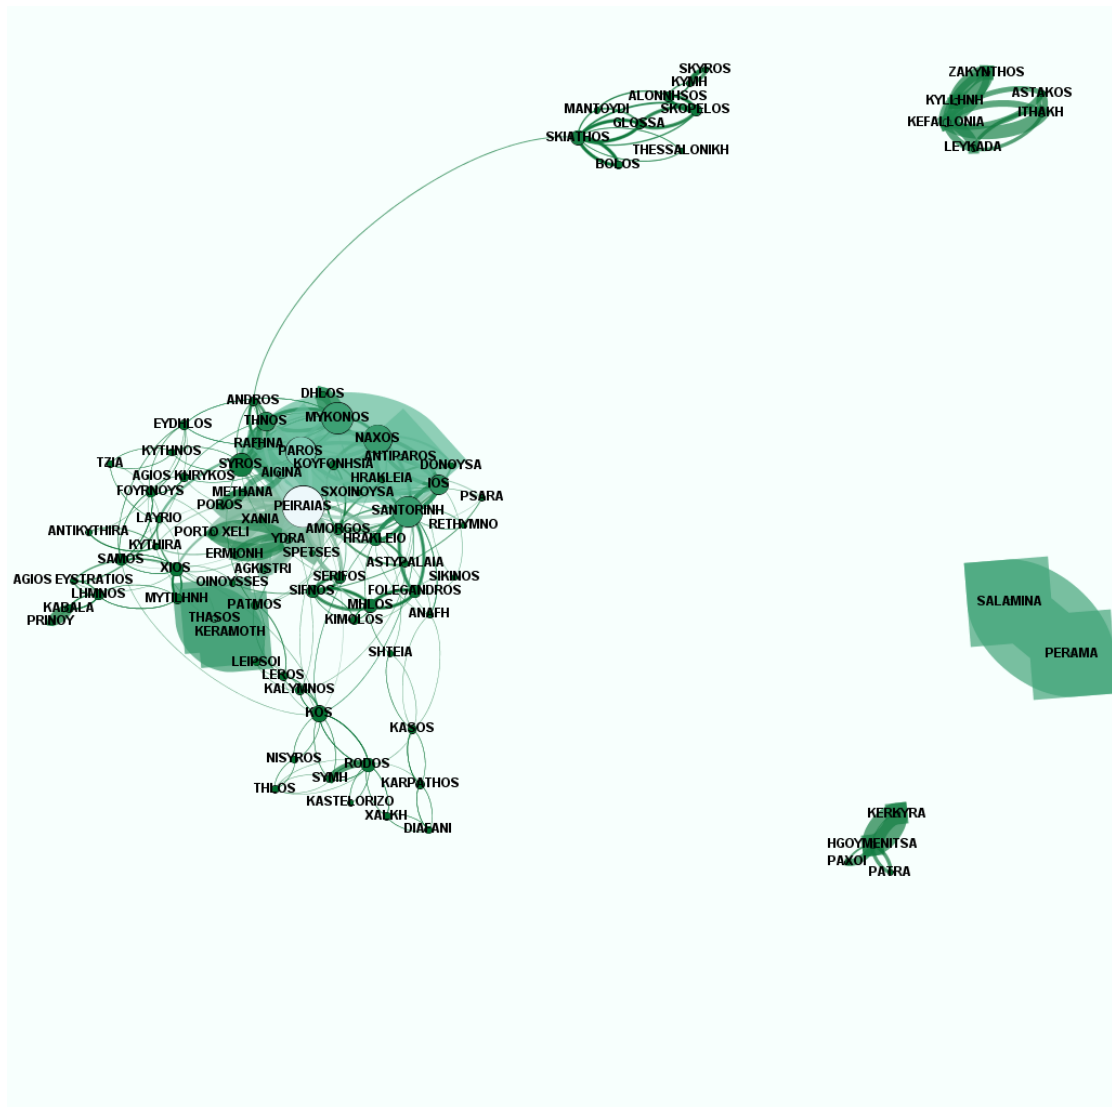 SKYROS
ZAKYNTHOS
KYMH
ALONNHSOS
ASTAKOS
KYLLHNH
MANTOYDI
SKOPELOS
ITHAKH
GLOSSA
KEFALLONIA
SKIATHOS
LEYKADA
THESSALONIKH
BOLOS
DHLOS
ANDROS
MYKONOS
THNOS
EYDHLOS
NAXOS
RAFHNA
KYTHNOS
PAROS
ANTIPAROS
TZIA
SYROS
KOYFONHSIA
DONOYSA
AIGINA
AGIOS KHRYKOS
HRAKLEIA
IOS
FOYRNOYS
METHANA
SXOINOYSA
PSARA
POROS
PEIRAIAS
SANTORINH
LAYRIO
XANIA
RETHYMNO
ANTIKYTHIRA
PORTO XELI
AMORGOS
YDRA
HRAKLEIO
KYTHIRA
ERMIONH
SPETSES
SAMOS
XIOS
AGKISTRI
ASTYPALAIA
AGIOS EYSTRATIOS
OINOYSSES
SERIFOS
SIKINOS
LHMNOS
MYTILHNH
SIFNOS
FOLEGANDROS
SALAMINA
KABALA
PATMOS
MHLOS
ANAFH
PRINOY
THASOS
KIMOLOS
KERAMOTH
SHTEIA
PERAMA
LEIPSOI
LEROS
KALYMNOS
KOS
KASOS
NISYROS
RODOS
SYMH
KARPATHOS
THLOS
KASTELORIZO
XALKH
KERKYRA
DIAFANI
HGOYMENITSA
PAXOI
PATRA